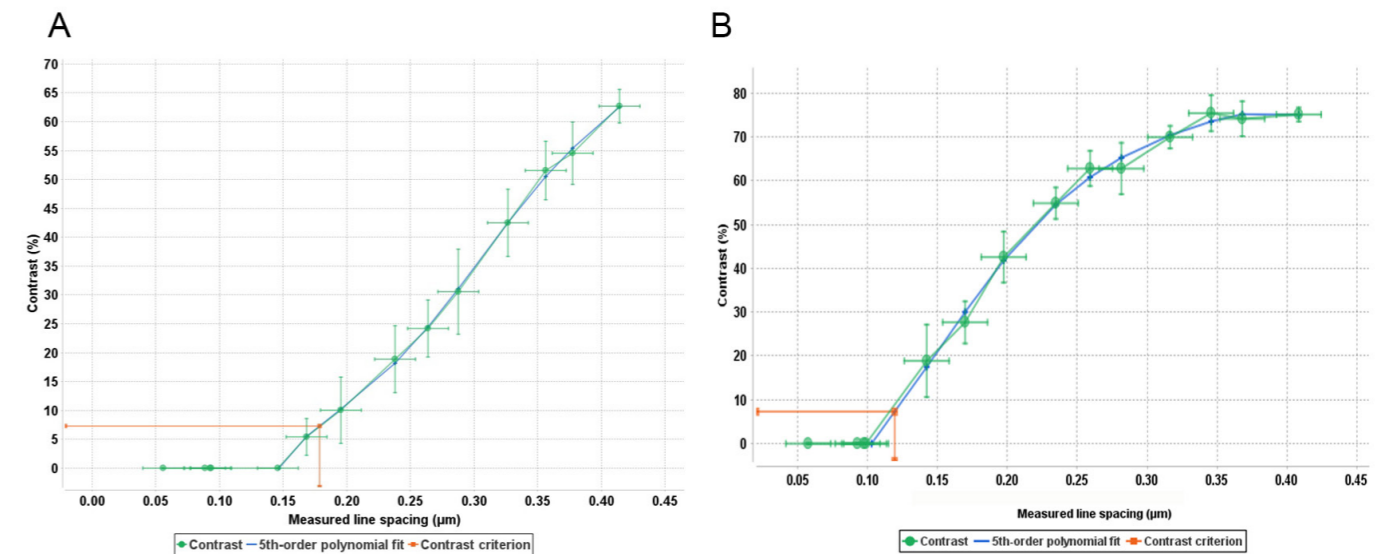 A
70
65
60
55
50
45
40
35
30
25
20
15
10
5
0
Contrast (%)
0.00 0.05 0.10 0.15 0.20 0.25 0.30 0.35 0.40 0.45
Measured line spacing (µm)
Contrast 5th-order polynomial fit Contrast criterion
B
80
70
60
50
40
30
20
10
0
Contrast (%)
0.05 0.10 0.15 0.20 0.25 0.30 0.35 0.40 0.45
Measured line spacing (µm)
Contrast 5th-order polynomial fit Contrast criterion